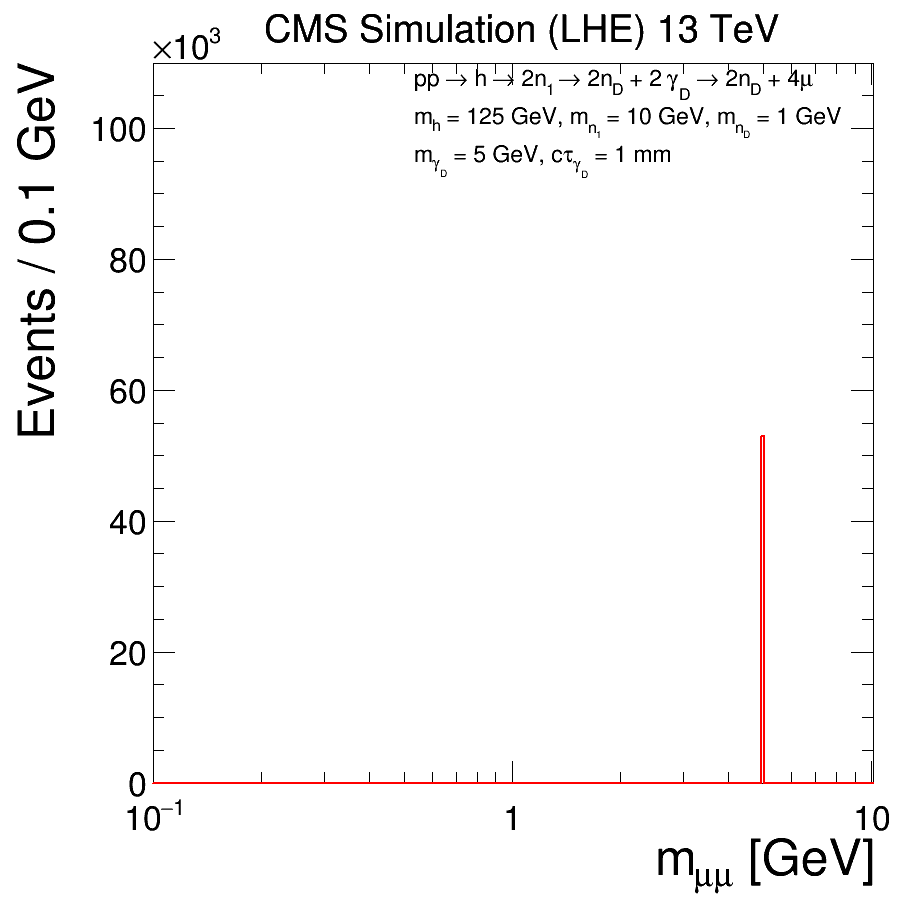 CMS Simulation (LHE) 13 TeV
×10³
pp → h → 2n₁ → 2n_D + 2 γ_D → 2n_D + 4μ
m_h = 125 GeV, m_n₁ = 10 GeV, m_n_D = 1 GeV
m_γ_D = 5 GeV, cτ_γ_D = 1 mm
Events / 0.1 GeV
100
80
60
40
20
0
10⁻¹ 1 10
m_μμ [GeV]